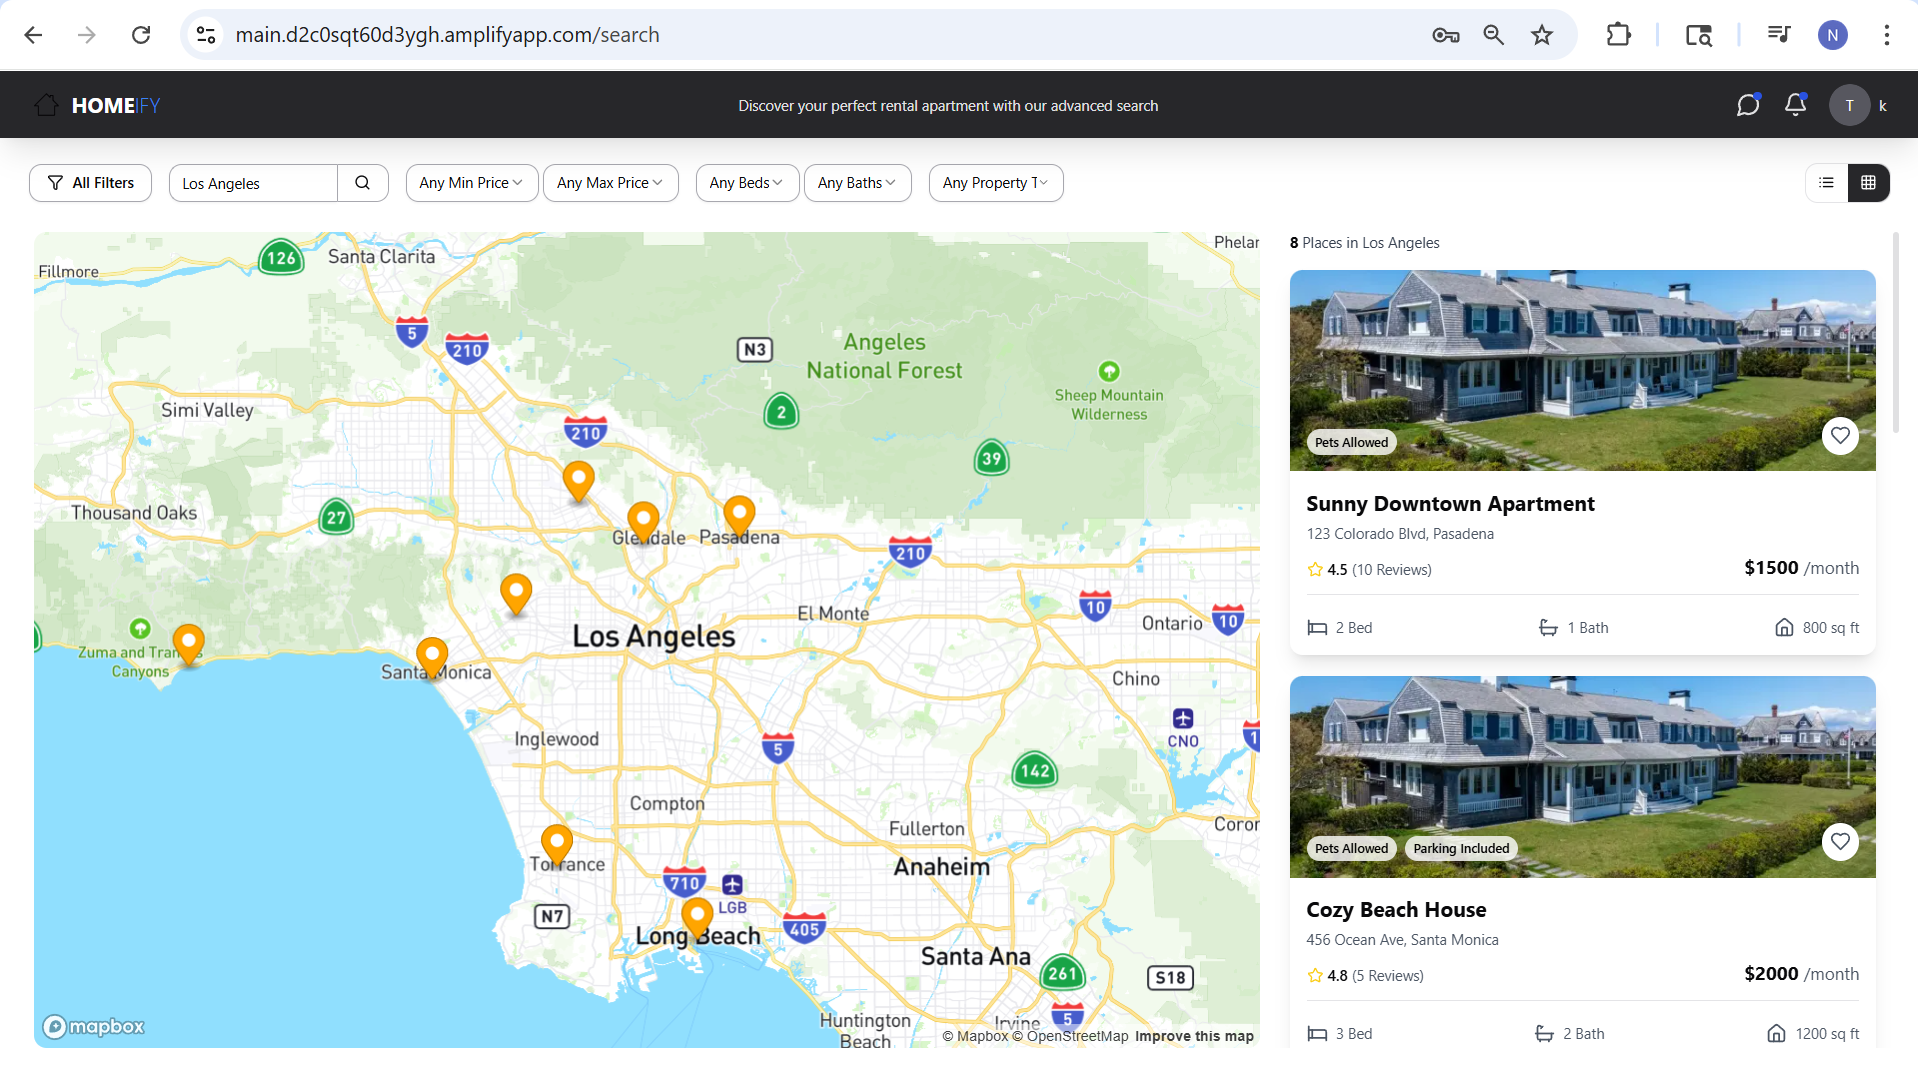 main.d2c0sqt60d3ygh.amplifyapp.com/search
N
HOMEIFY
Discover your perfect rental apartment with our advanced search
T
k
All Filters
Los Angeles
Any Min Price
Any Max Price
Any Beds
Any Baths
Any Property T
8 Places in Los Angeles
Fillmore
126
Santa Clarita
Phelan
5
210
N3
Angeles
National Forest
Sheep Mountain
Wilderness
2
Simi Valley
210
39
Thousand Oaks
27
Glendale
Pasadena
210
El Monte
10
Ontario
10
Los Angeles
Zuma and
Canyons
Santa Monica
Chino
CNO
Inglewood
5
1
142
Compton
Fullerton
Coror
Torrance
Anaheim
710
LGB
N7
Long Beach
405
Santa Ana
261
S18
5
Huntington
Beach
Irvine
mapbox
© Mapbox © OpenStreetMap Improve this map
Pets Allowed
Sunny Downtown Apartment
123 Colorado Blvd, Pasadena
4.5 (10 Reviews)
$1500 /month
2 Bed
1 Bath
800 sq ft
Pets Allowed
Parking Included
Cozy Beach House
456 Ocean Ave, Santa Monica
4.8 (5 Reviews)
$2000 /month
3 Bed
2 Bath
1200 sq ft